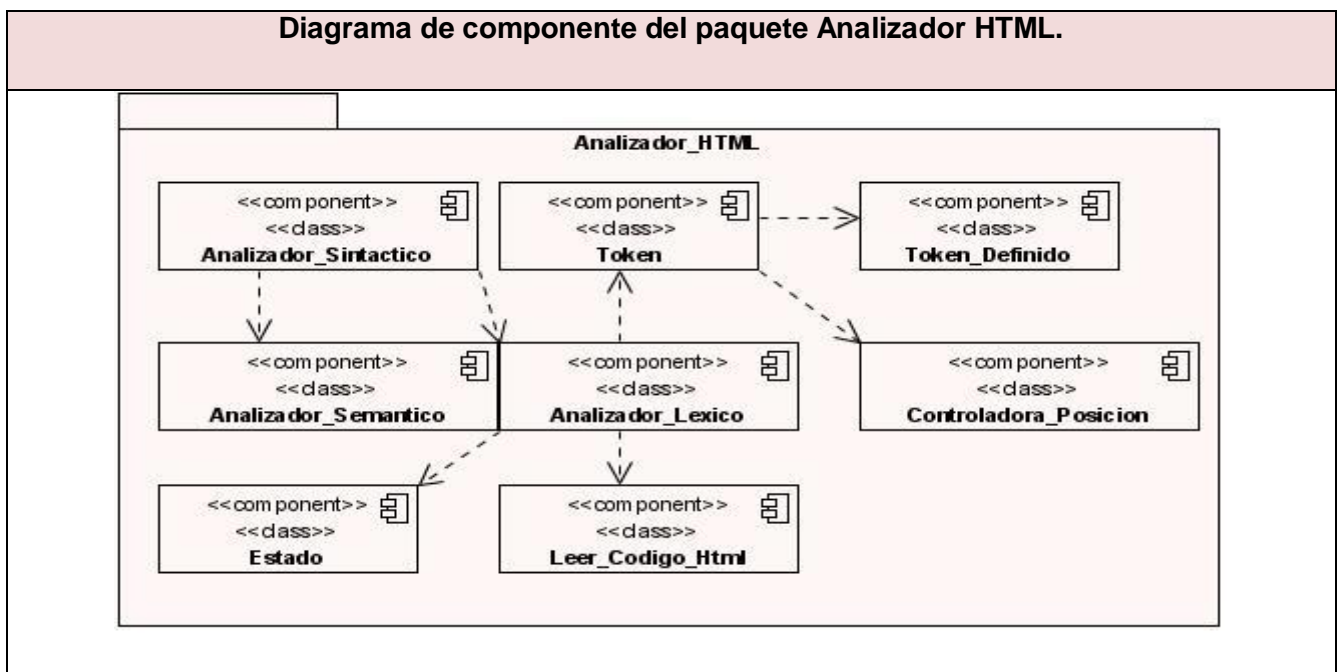 Diagrama de componente del paquete Analizador HTML.
Analizador_HTML
<<component>>
<<class>>
Analizador_Sintactico
<<component>>
<<class>>
Token
<<component>>
<<class>>
Token_Definido
<<component>>
<<class>>
Analizador_Semantico
<<component>>
<<class>>
Analizador_Lexico
<<component>>
<<class>>
Controladora_Posicion
<<component>>
<<class>>
Estado
<<component>>
<<class>>
Leer_Codigo_Html